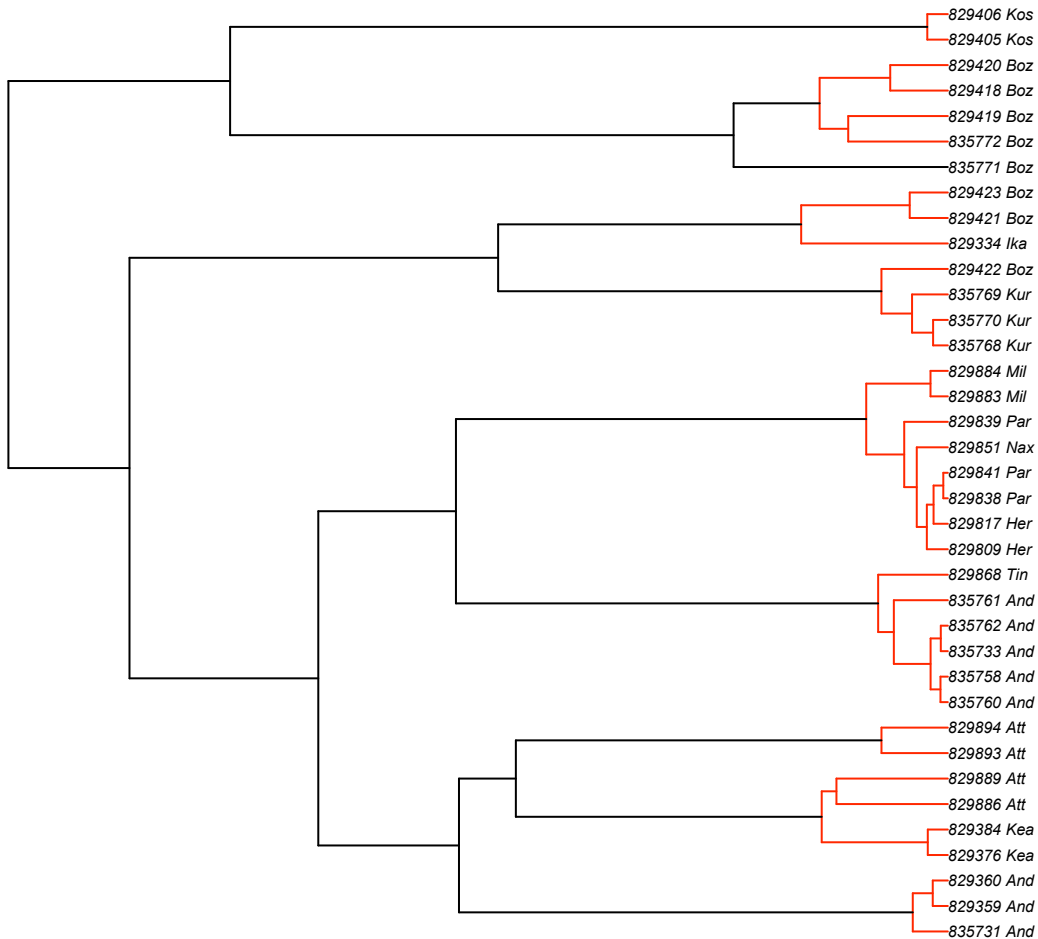 829406 Kos
829405 Kos
829420 Boz
829418 Boz
829419 Boz
835772 Boz
835771 Boz
829423 Boz
829421 Boz
829334 Ika
829422 Boz
835769 Kur
835770 Kur
835768 Kur
829884 Mil
829883 Mil
829839 Par
829851 Nax
829841 Par
829838 Par
829817 Her
829809 Her
829868 Tin
835761 And
835762 And
835733 And
835758 And
835760 And
829894 Att
829893 Att
829889 Att
829886 Att
829384 Kea
829376 Kea
829360 And
829359 And
835731 And